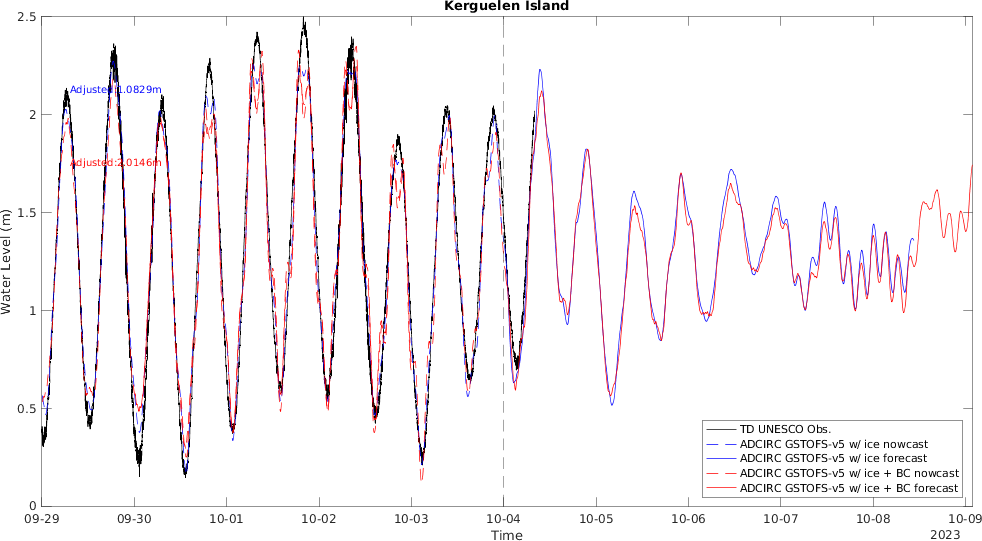 Kerguelen Island
2.5
2
1.5
1
0.5
0
Water Level (m)
Adjusted:1.0829m
Adjusted:2.0146m
TD UNESCO Obs.
ADCIRC GSTOFS-v5 w/ ice nowcast
ADCIRC GSTOFS-v5 w/ ice forecast
ADCIRC GSTOFS-v5 w/ ice + BC nowcast
ADCIRC GSTOFS-v5 w/ ice + BC forecast
09-29 09-30 10-01 10-02 10-03 10-04 10-05 10-06 10-07 10-08 10-09
Time
2023